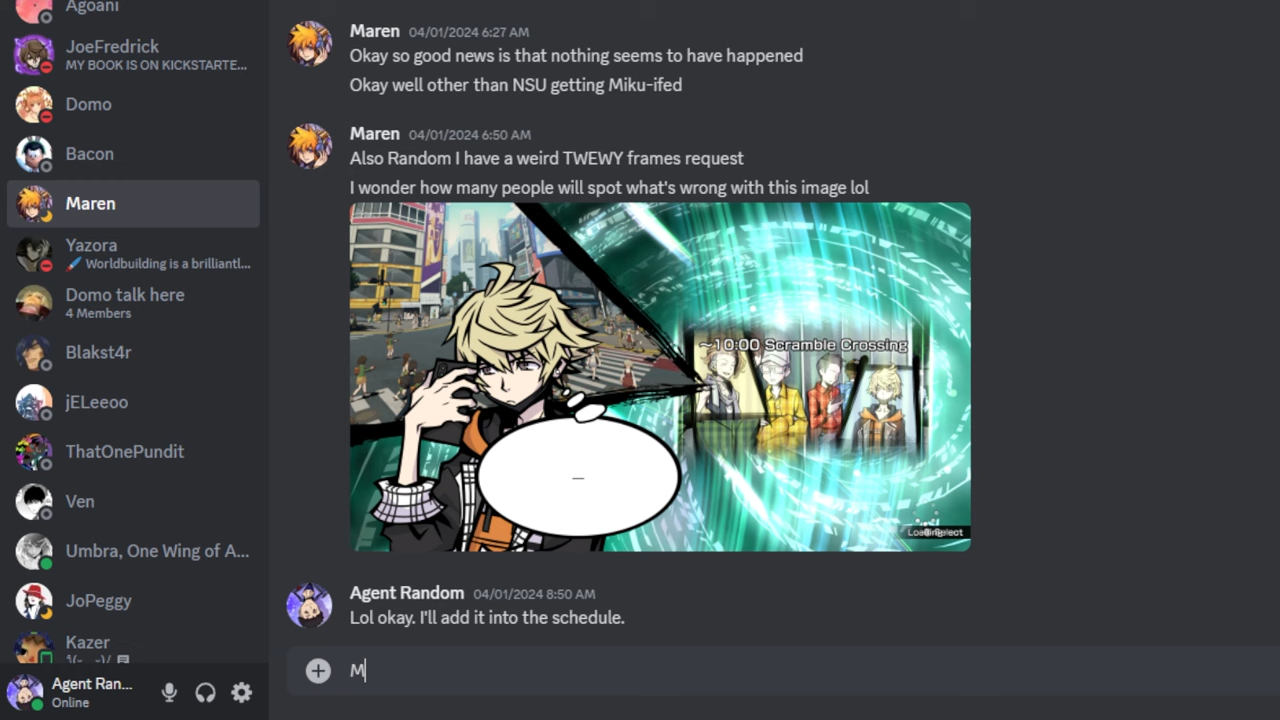 Agoani
JoeFredrick
MY BOOK IS ON KICKSTARTE...
Domo
Bacon
Maren
Yazora
🖌️ Worldbuilding is a brilliantl...
Domo talk here
4 Members
Blakst4r
jELeeoo
ThatOnePundit
Ven
Umbra, One Wing of A...
JoPeggy
Kazer
Agent Ran...
Online
Maren 04/01/2024 6:27 AM
Okay so good news is that nothing seems to have happened
Okay well other than NSU getting Miku-ifed
Maren 04/01/2024 6:50 AM
Also Random I have a weird TWEWY frames request
I wonder how many people will spot what's wrong with this image lol
~10:00 Scramble Crossing
—
Agent Random 04/01/2024 8:50 AM
Lol okay. I'll add it into the schedule.
M